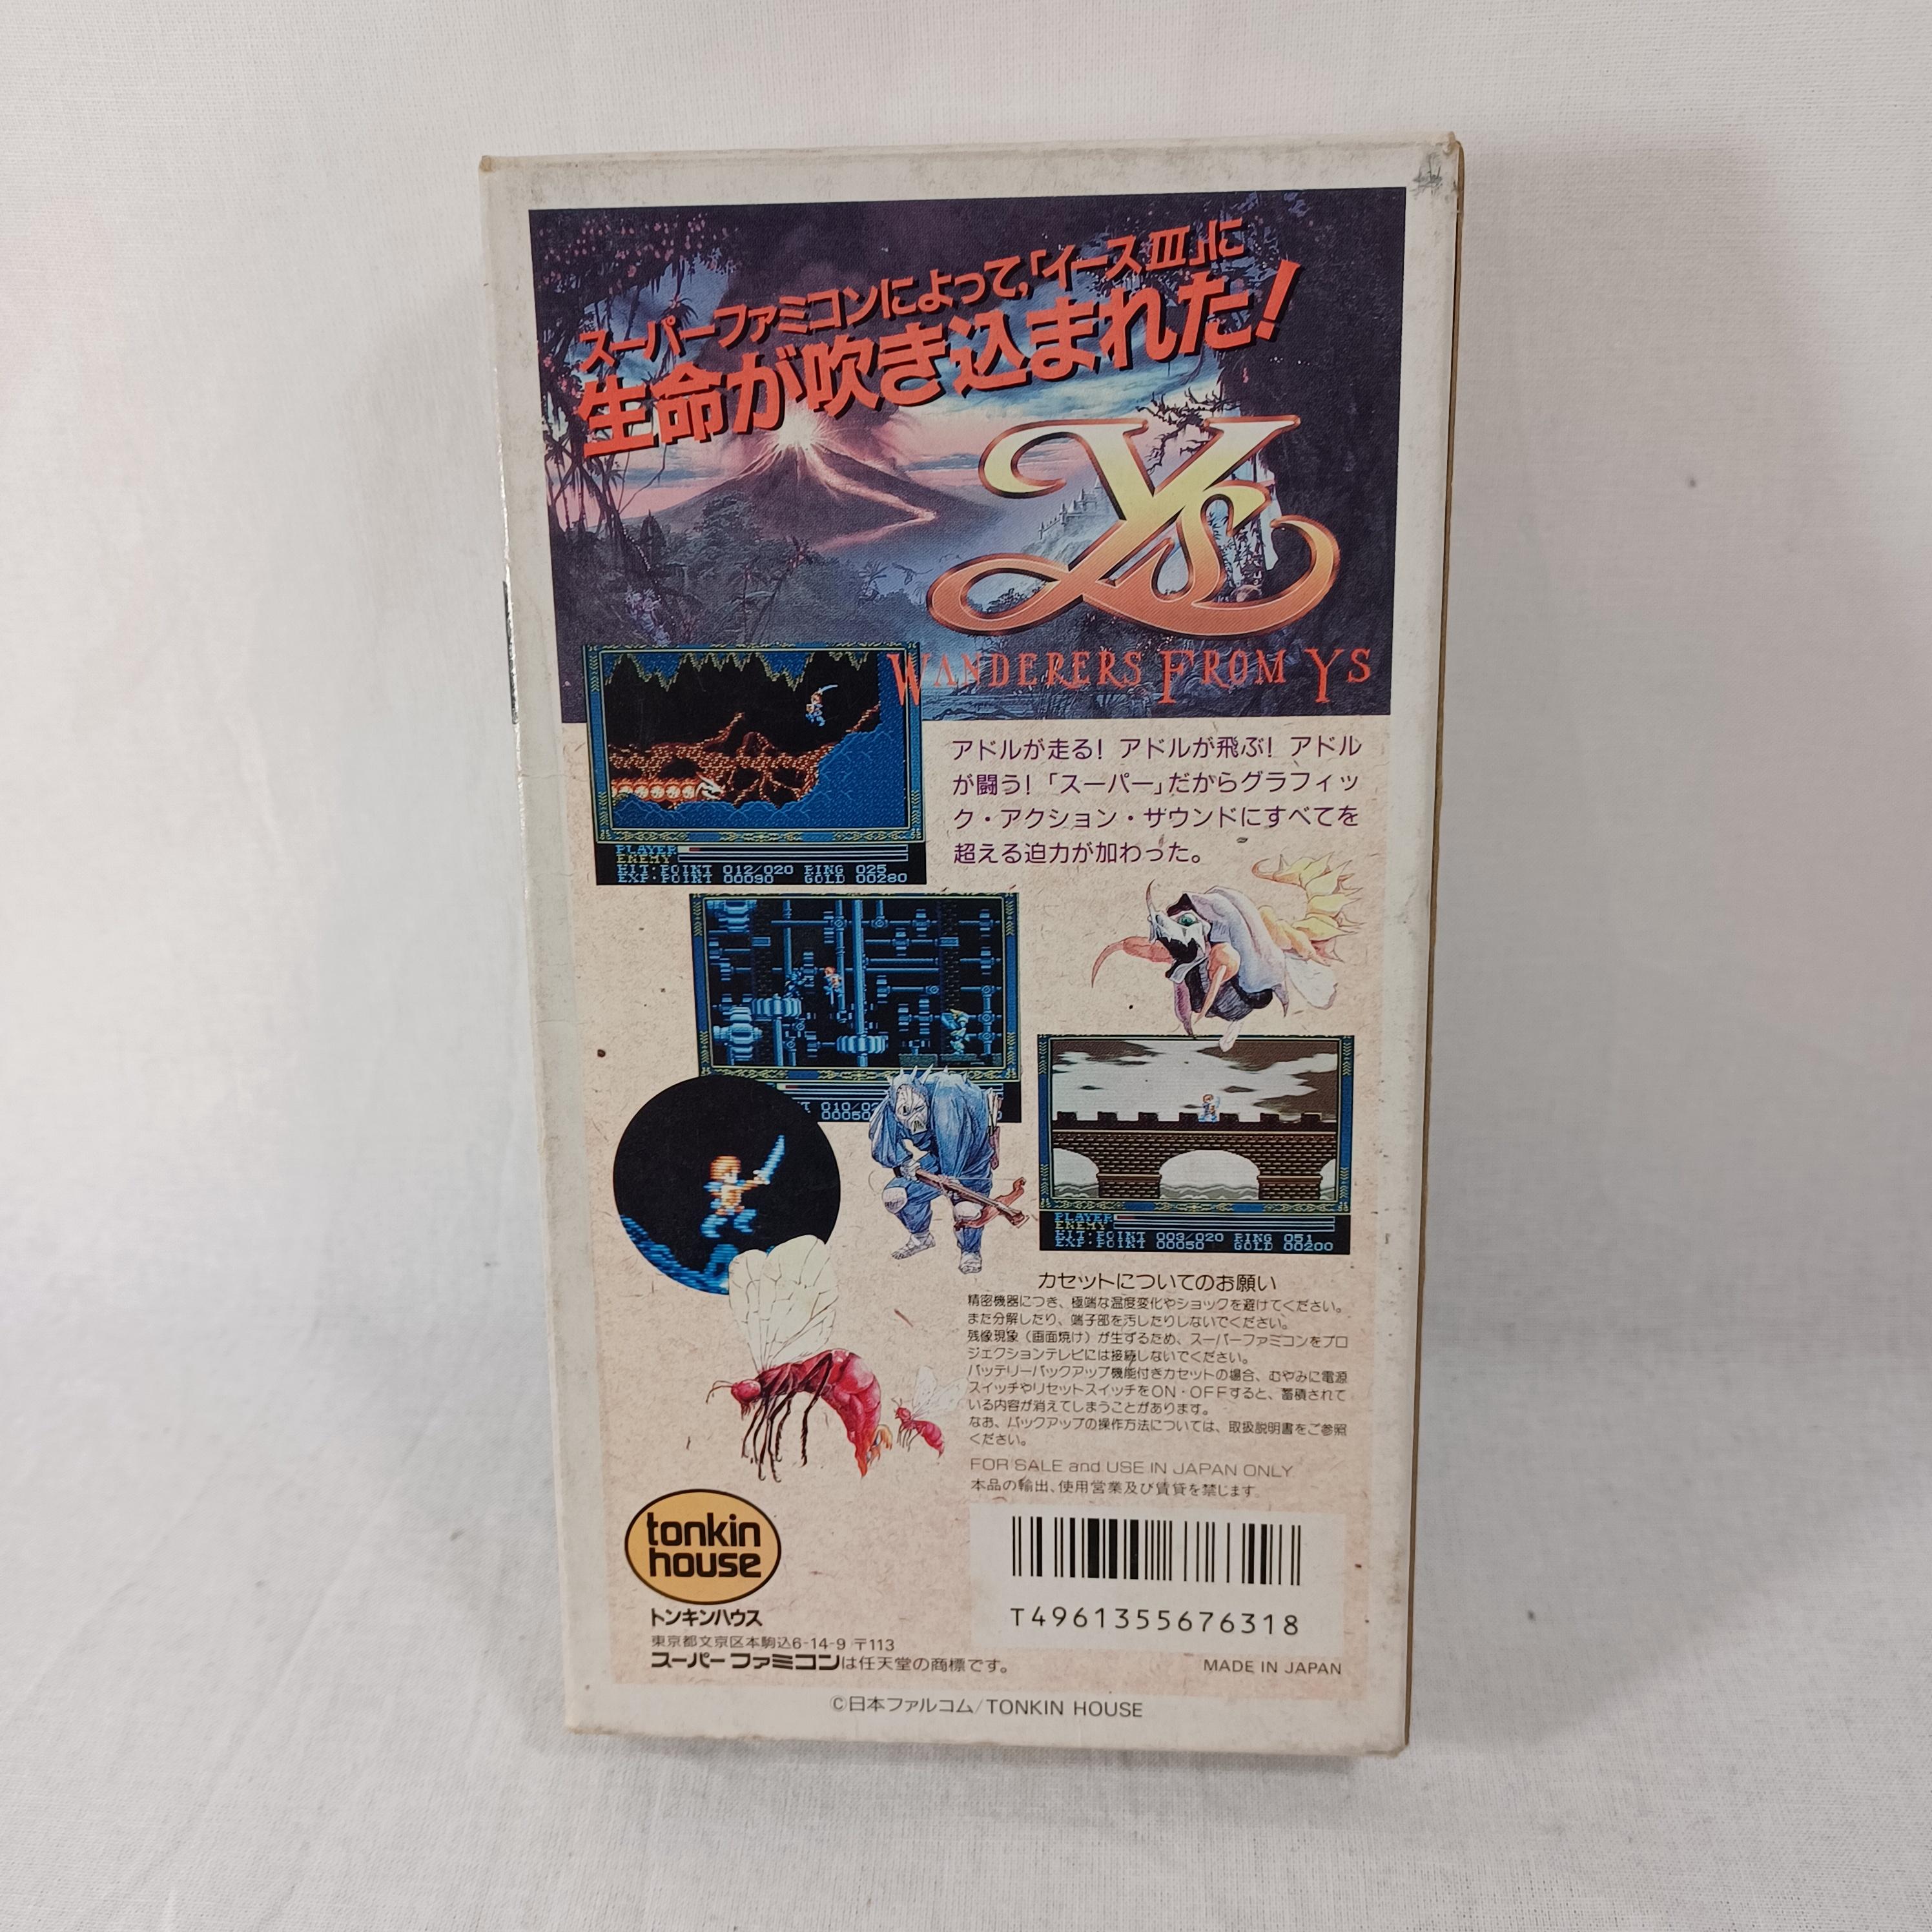 スーパーファミコンによって,「イースⅢ」に
生命が吹き込まれた!
Ys
WANDERERS FROM YS
アドルが走る! アドルが飛ぶ! アドル
が闘う!「スーパー」だからグラフィッ
ク・アクション・サウンドにすべてを
超える迫力が加わった。
PLAYER
ENEMY
HIT・POINT 012/020 RING 025
EXP・POINT 00090 GOLD 00280
PLAYER
ENEMY
HIT・POINT 003/020 RING 051
EXP・POINT 00050 GOLD 00200
カセットについてのお願い
精密機器につき、極端な温度変化やショックを避けてください。
また分解したり、端子部を汚したりしないでください。
残像現象(画面焼け)が生ずるため、スーパーファミコンをプロ
ジェクションテレビには接続しないでください。
バッテリーバックアップ機能付きカセットの場合、むやみに電源
スイッチやリセットスイッチをON・OFFすると、蓄積されて
いる内容が消えてしまうことがあります。
なお、バックアップの操作方法については、取扱説明書をご参照
ください。
FOR SALE and USE IN JAPAN ONLY
本品の輸出、使用営業及び賃貸を禁じます
tonkin
house
トンキンハウス
東京都文京区本駒込6-14-9 〒113
スーパーファミコンは任天堂の商標です。
T4961355676318
MADE IN JAPAN
©日本ファルコム/TONKIN HOUSE